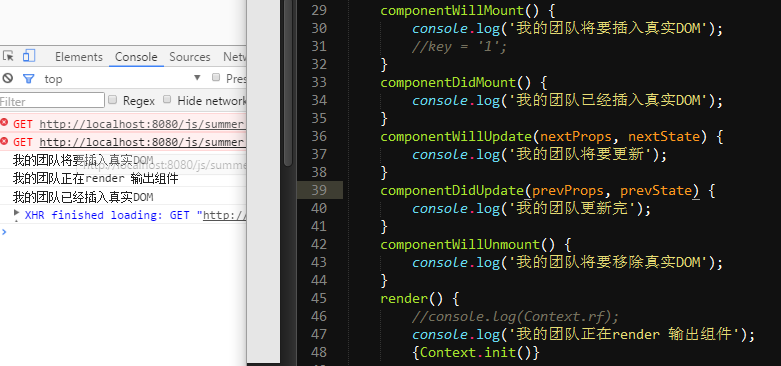 Elements Console Sources Netw
top Pres
Filter Regex Hide network
GET http://localhost:8080/js/summer
GET http://localhost:8080/js/summer
我的团队将要插入真实DOM
http://localhost:8080/js/summe
我的团队正在render 输出组件
我的团队已经插入真实DOM
XHR finished loading: GET "http:/
29 componentWillMount() {
30 console.log('我的团队将要插入真实DOM');
31 //key = '1';
32 }
33 componentDidMount() {
34 console.log('我的团队已经插入真实DOM');
35 }
36 componentWillUpdate(nextProps, nextState) {
37 console.log('我的团队将要更新');
38 }
39 componentDidUpdate(prevProps, prevState) {
40 console.log('我的团队更新完');
41 }
42 componentWillUnmount() {
43 console.log('我的团队将要移除真实DOM');
44 }
45 render() {
46 //console.log(Context.rf);
47 console.log('我的团队正在render 输出组件');
48 {Context.init()}